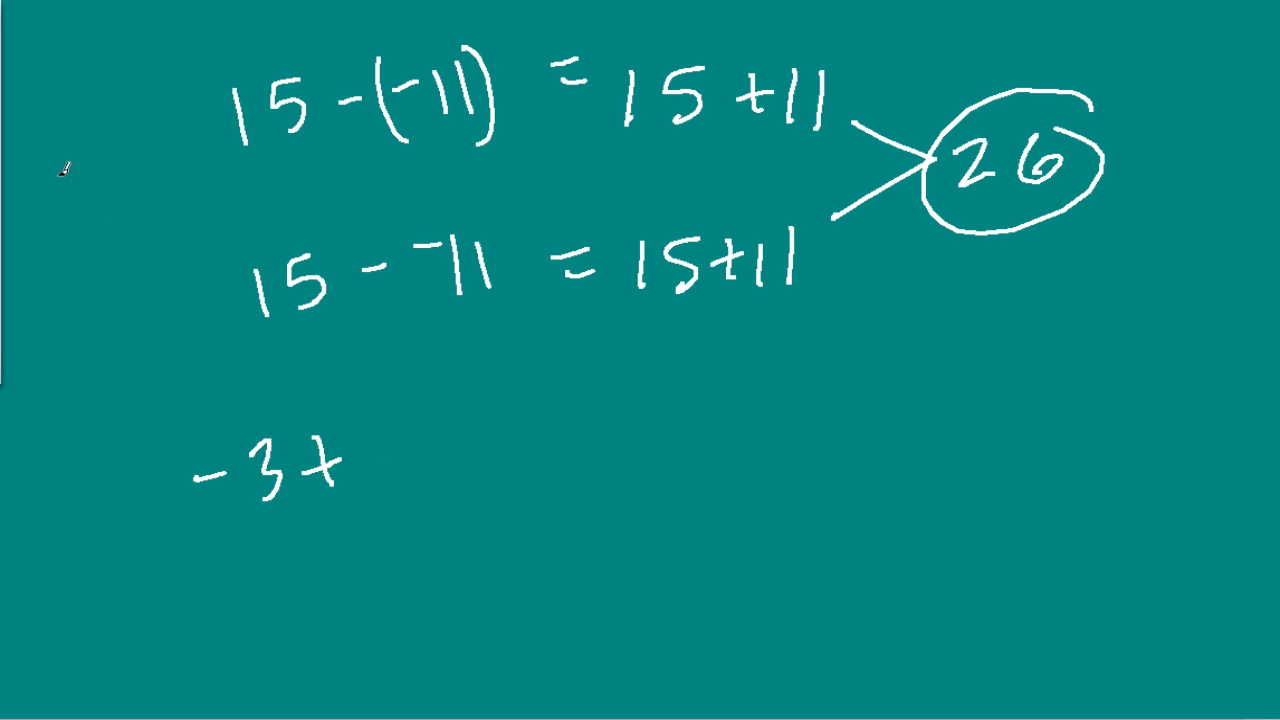 15-(-11) = 15+11
26
15 - ⁻11 = 15+11
-3+